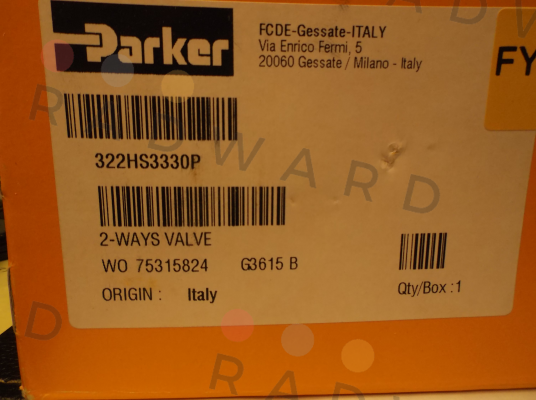 Parker
FCDE-Gessate-ITALY
Via Enrico Fermi, 5
20060 Gessate / Milano - Italy
FY
322HS3330P
2-WAYS VALVE
WO 75315824 G3615 B
ORIGIN : Italy
Qty/Box : 1
RADWARD